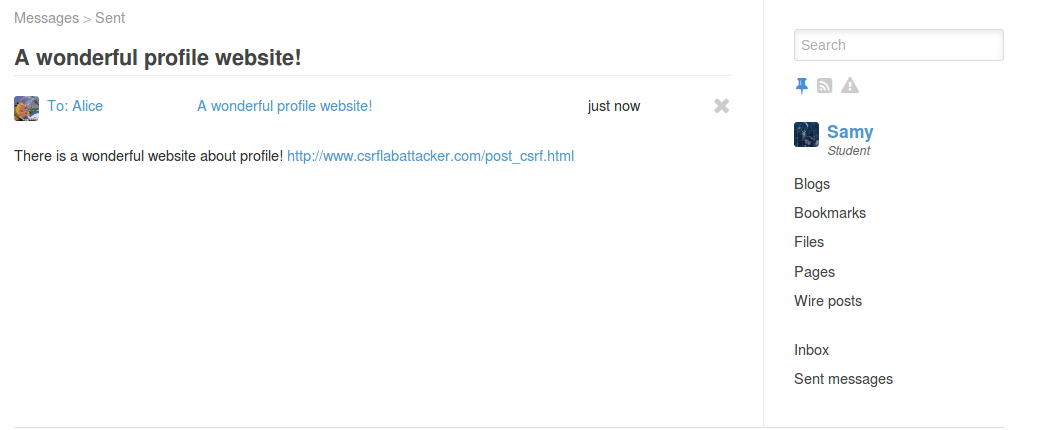 Messages > Sent
A wonderful profile website!
To: Alice A wonderful profile website! just now
There is a wonderful website about profile! http://www.csrflabattacker.com/post_csrf.html
Search
Samy
Student
Blogs
Bookmarks
Files
Pages
Wire posts
Inbox
Sent messages